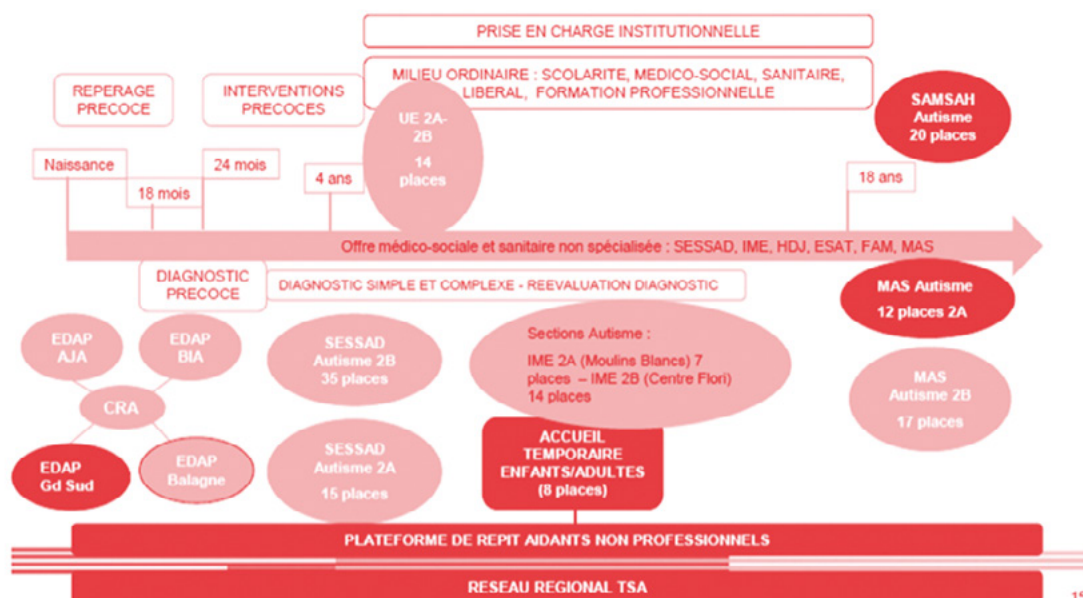 PRISE EN CHARGE INSTITUTIONNELLE
MILIEU ORDINAIRE : SCOLARITE, MEDICO-SOCIAL, SANITAIRE,
LIBERAL, FORMATION PROFESSIONNELLE
REPERAGE
PRECOCE
INTERVENTIONS
PRECOCES
UE 2A-
2B
14
places
SAMSAH
Autisme
20 places
Naissance
18 mois
24 mois
4 ans
18 ans
Offre médico-sociale et sanitaire non spécialisée : SESSAD, IME, HDJ, ESAT, FAM, MAS
DIAGNOSTIC
PRECOCE
DIAGNOSTIC SIMPLE ET COMPLEXE - REEVALUATION DIAGNOSTIC
MAS Autisme
12 places 2A
EDAP
AJA
EDAP
BIA
CRA
EDAP
Gd Sud
EDAP
Balagne
SESSAD
Autisme 2B
35 places
SESSAD
Autisme 2A
15 places
Sections Autisme :
IME 2A (Moulins Blancs) 7
places – IME 2B (Centre Flori)
14 places
MAS
Autisme 2B
17 places
ACCUEIL
TEMPORAIRE
ENFANTS/ADULTES
(8 places)
PLATEFORME DE REPIT AIDANTS NON PROFESSIONNELS
RESEAU REGIONAL TSA
15